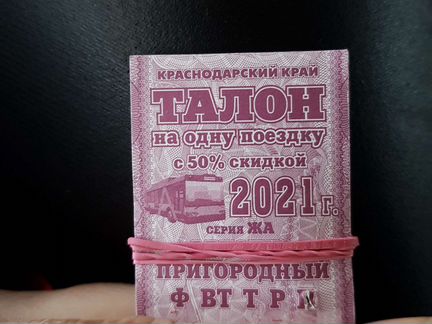 КРАСНОДАРСКИЙ КРАЙ
ТАЛОН
на одну поездку
с 50% скидкой
2021 г.
СЕРИЯ ЖА
ПРИГОРОДНЫЙ
Ф ВТ Т Р